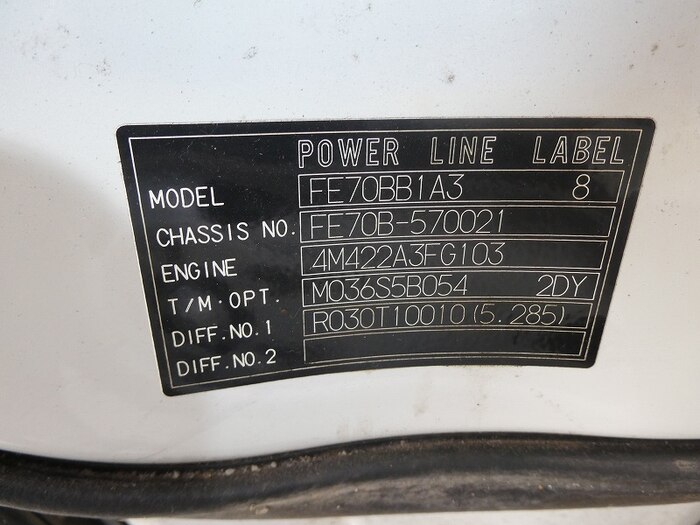 POWER LINE LABEL
MODEL FE70BB1A3 8
CHASSIS NO. FE70B-570021
ENGINE 4M422A3FG103
T/M·OPT. M036S5B054 2DY
DIFF.NO.1 R030T10010(5.285)
DIFF.NO.2